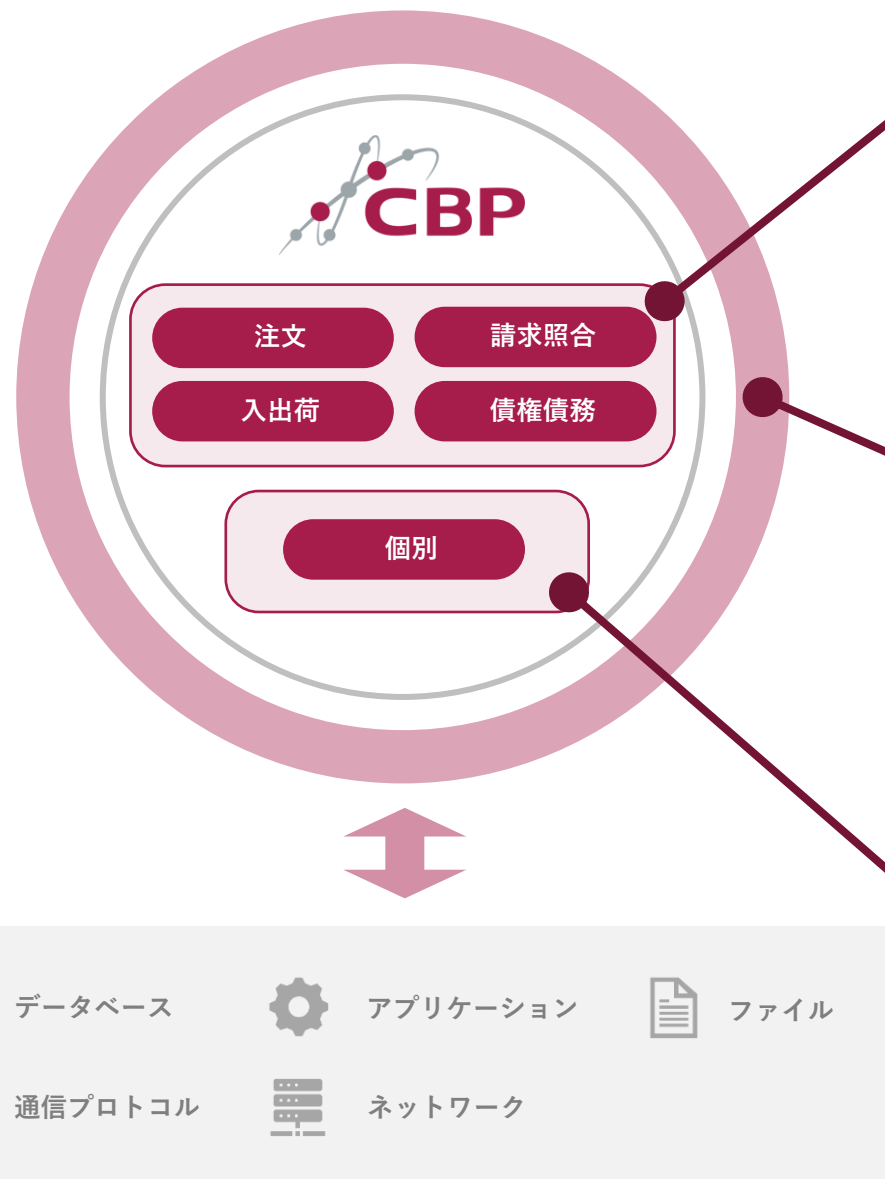 CBP
注文
請求照合
入出荷
債権債務
個別
データベース
アプリケーション
ファイル
通信プロトコル
ネットワーク